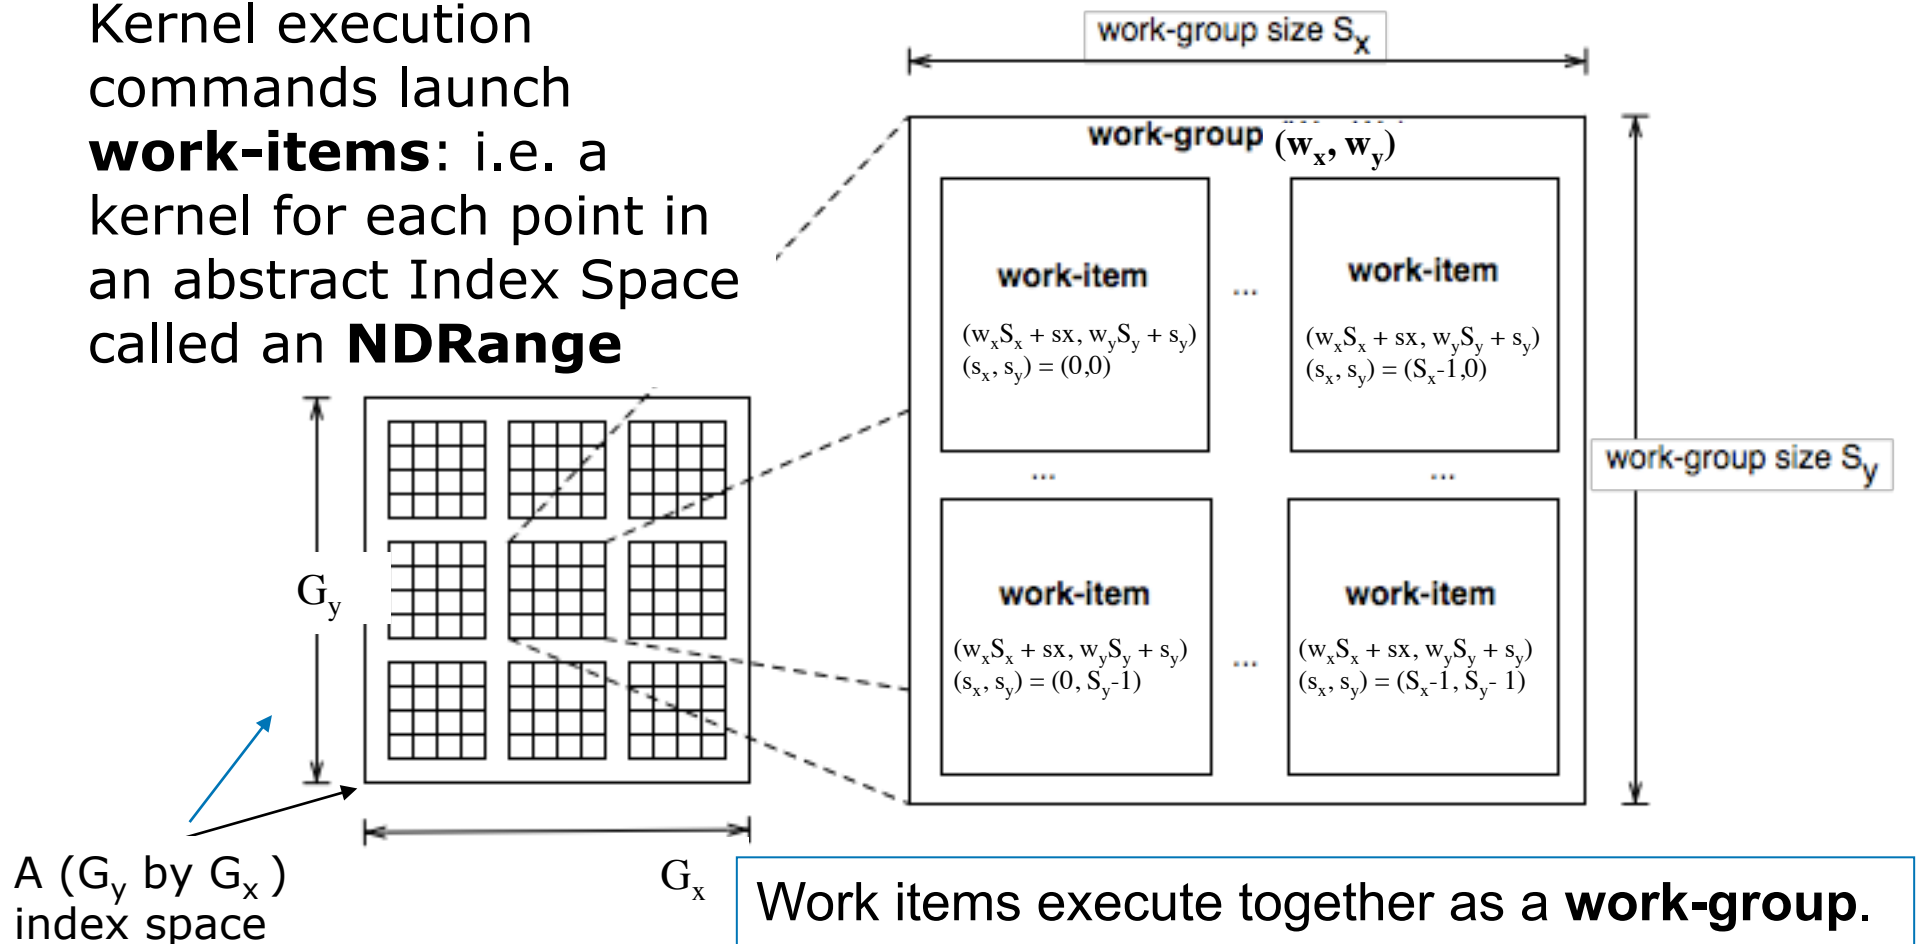 Kernel execution
commands launch
work-items: i.e. a
kernel for each point in
an abstract Index Space
called an NDRange
work-group size Sx
work-group (wx, wy)
work-item
(wxSx + sx, wySy + sy)
(sx, sy) = (0,0)
...
work-item
(wxSx + sx, wySy + sy)
(sx, sy) = (Sx-1,0)
...
...
work-group size Sy
work-item
(wxSx + sx, wySy + sy)
(sx, sy) = (0, Sy-1)
...
work-item
(wxSx + sx, wySy + sy)
(sx, sy) = (Sx-1, Sy- 1)
Gy
Gx
A (Gy by Gx )
index space
Work items execute together as a work-group.